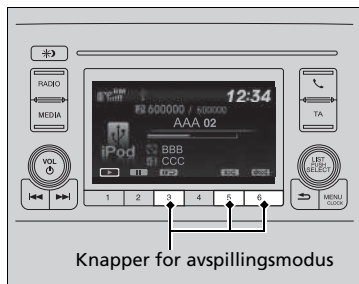 RADIO
MEDIA
VOL
12:34
600000 / 600000
AAA 02
iPod
BBB
CCC
TA
LIST
PUSH
SELECT
MENU
CLOCK
1 2 3 4 5 6
Knapper for avspillingsmodus